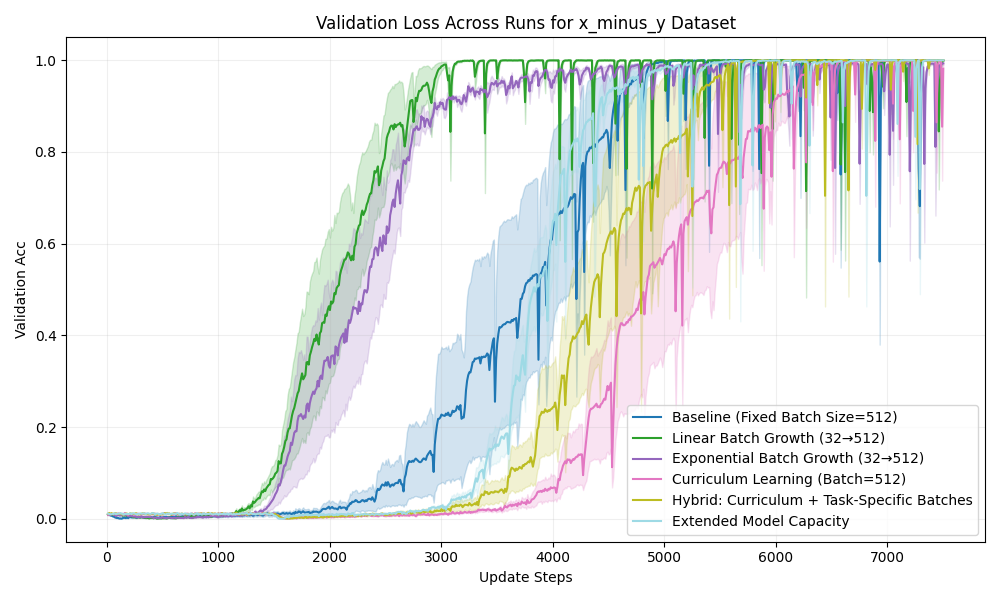 Validation Loss Across Runs for x_minus_y Dataset
Validation Acc
1.0
0.8
0.6
0.4
0.2
0.0
Baseline (Fixed Batch Size=512)
Linear Batch Growth (32→512)
Exponential Batch Growth (32→512)
Curriculum Learning (Batch=512)
Hybrid: Curriculum + Task-Specific Batches
Extended Model Capacity
0 1000 2000 3000 4000 5000 6000 7000
Update Steps